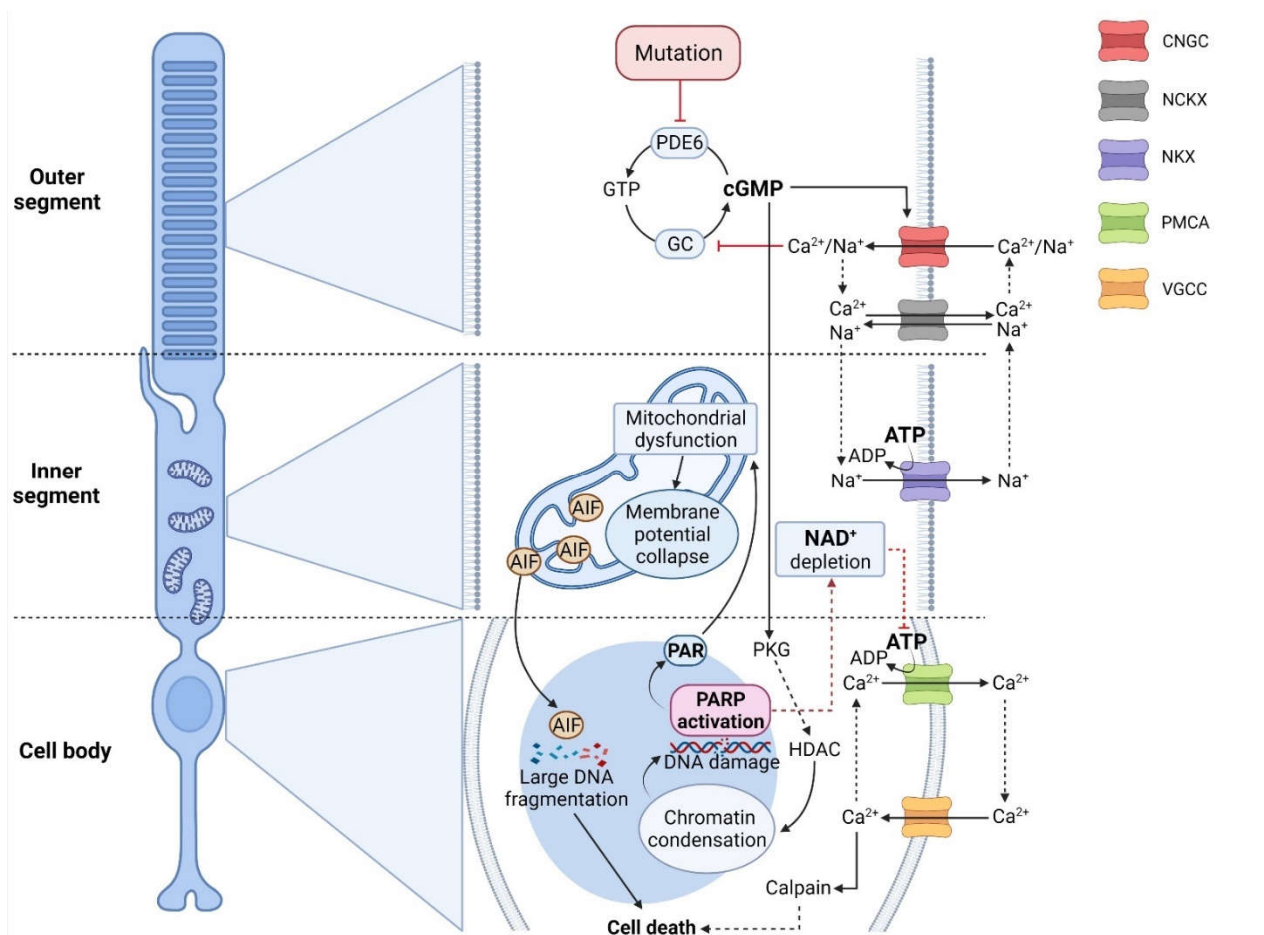 Mutation
CNGC
NCKX
NKX
PMCA
VGCC
Outer
segment
PDE6
GTP
cGMP
GC
Ca²⁺/Na⁺
Ca²⁺/Na⁺
Ca²⁺
Ca²⁺
Na⁺
Na⁺
Inner
segment
Mitochondrial
dysfunction
Membrane
potential
collapse
AIF
AIF
AIF
ATP
ADP
Na⁺
Na⁺
NAD⁺
depletion
Cell body
PAR
PKG
ATP
ADP
Ca²⁺
Ca²⁺
PARP
activation
AIF
DNA damage
HDAC
Large DNA
fragmentation
Chromatin
condensation
Ca²⁺
Ca²⁺
Calpain
Cell death